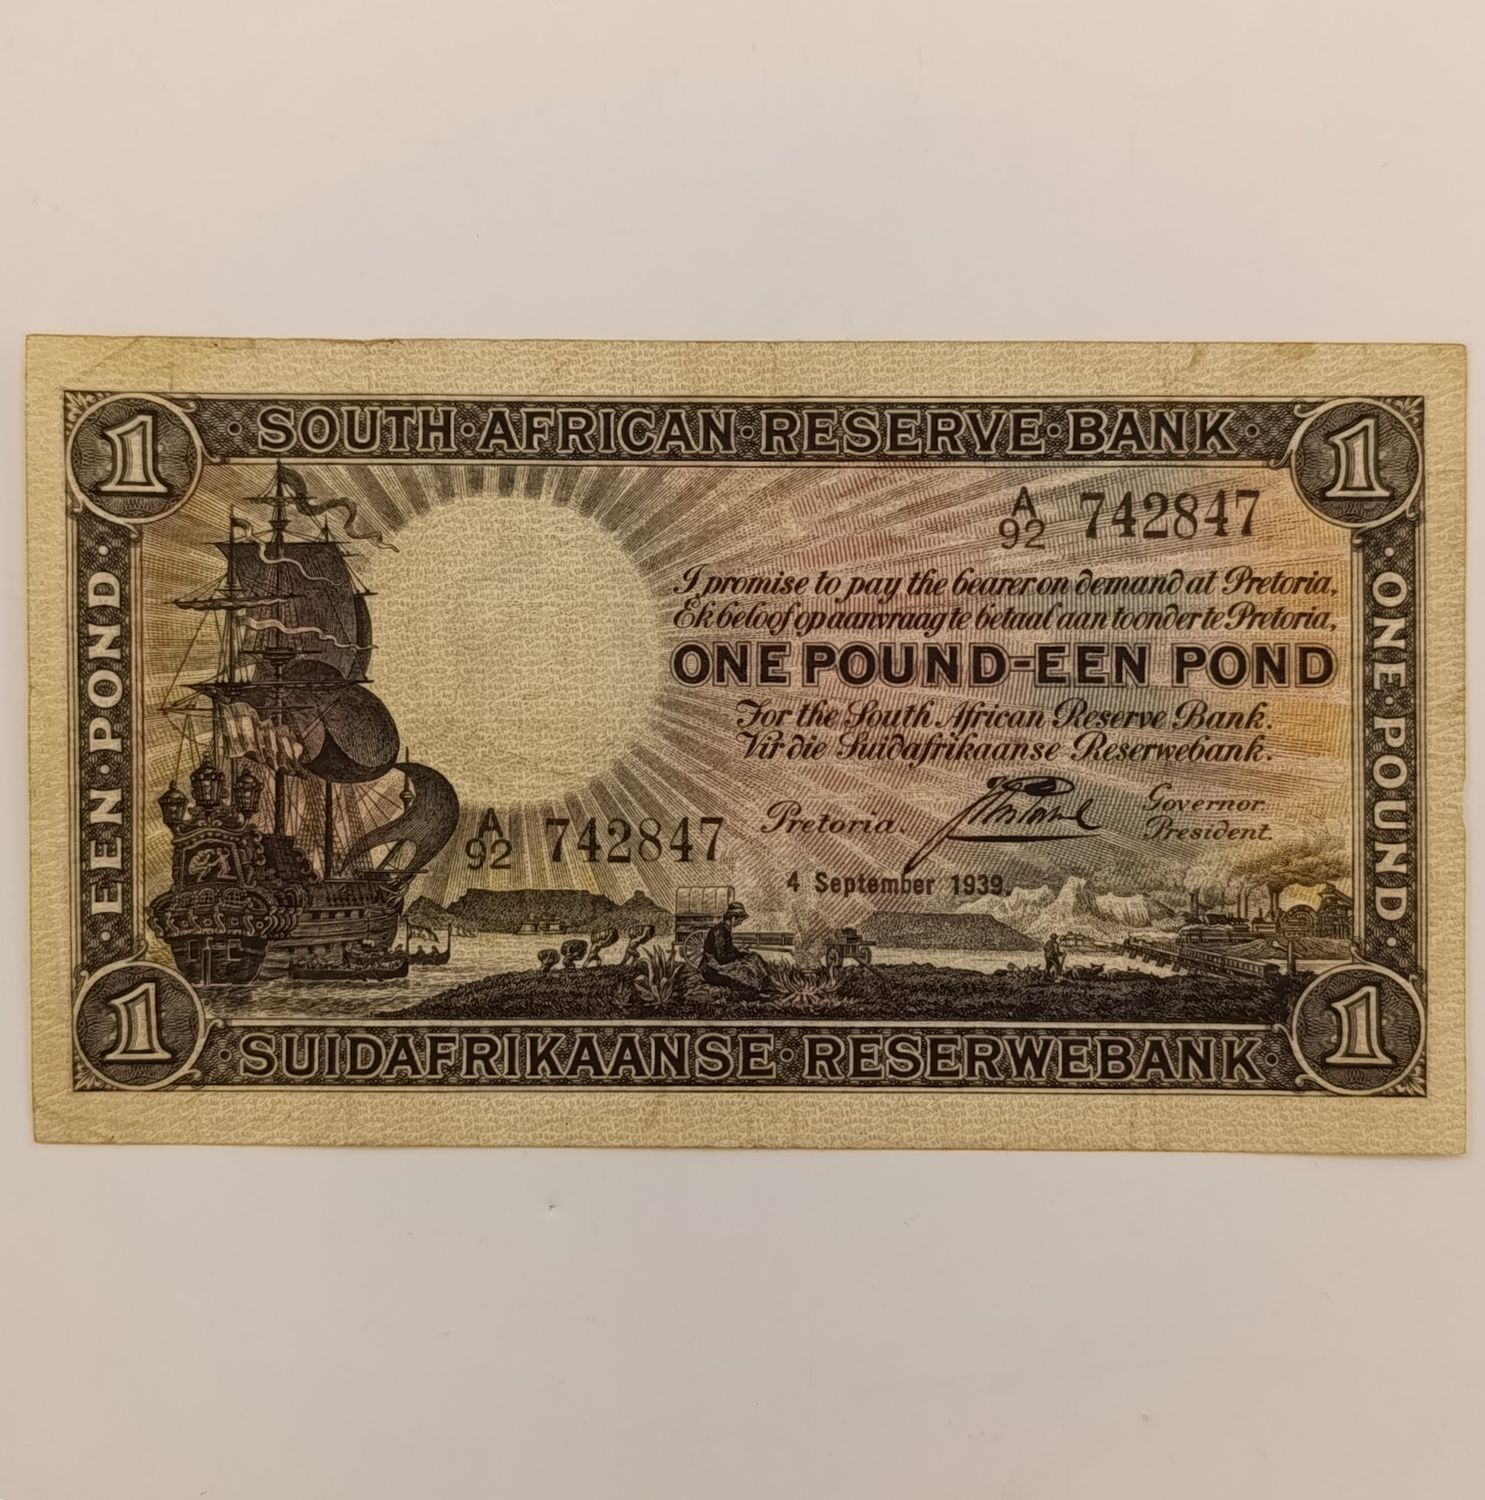 SOUTH·AFRICAN·RESERVE·BANK
1
1
A/92 742847
I promise to pay the bearer on demand at Pretoria,
Ek beloof op aanvraag te betaal aan toonder te Pretoria,
ONE POUND-EEN POND
For the South African Reserve Bank.
Vir die Suidafrikaanse Reserwebank.
Pretoria.
Governor
President.
A/92 742847
4 September 1939.
EEN·POND
ONE·POUND
1
1
SUIDAFRIKAANSE·RESERWEBANK